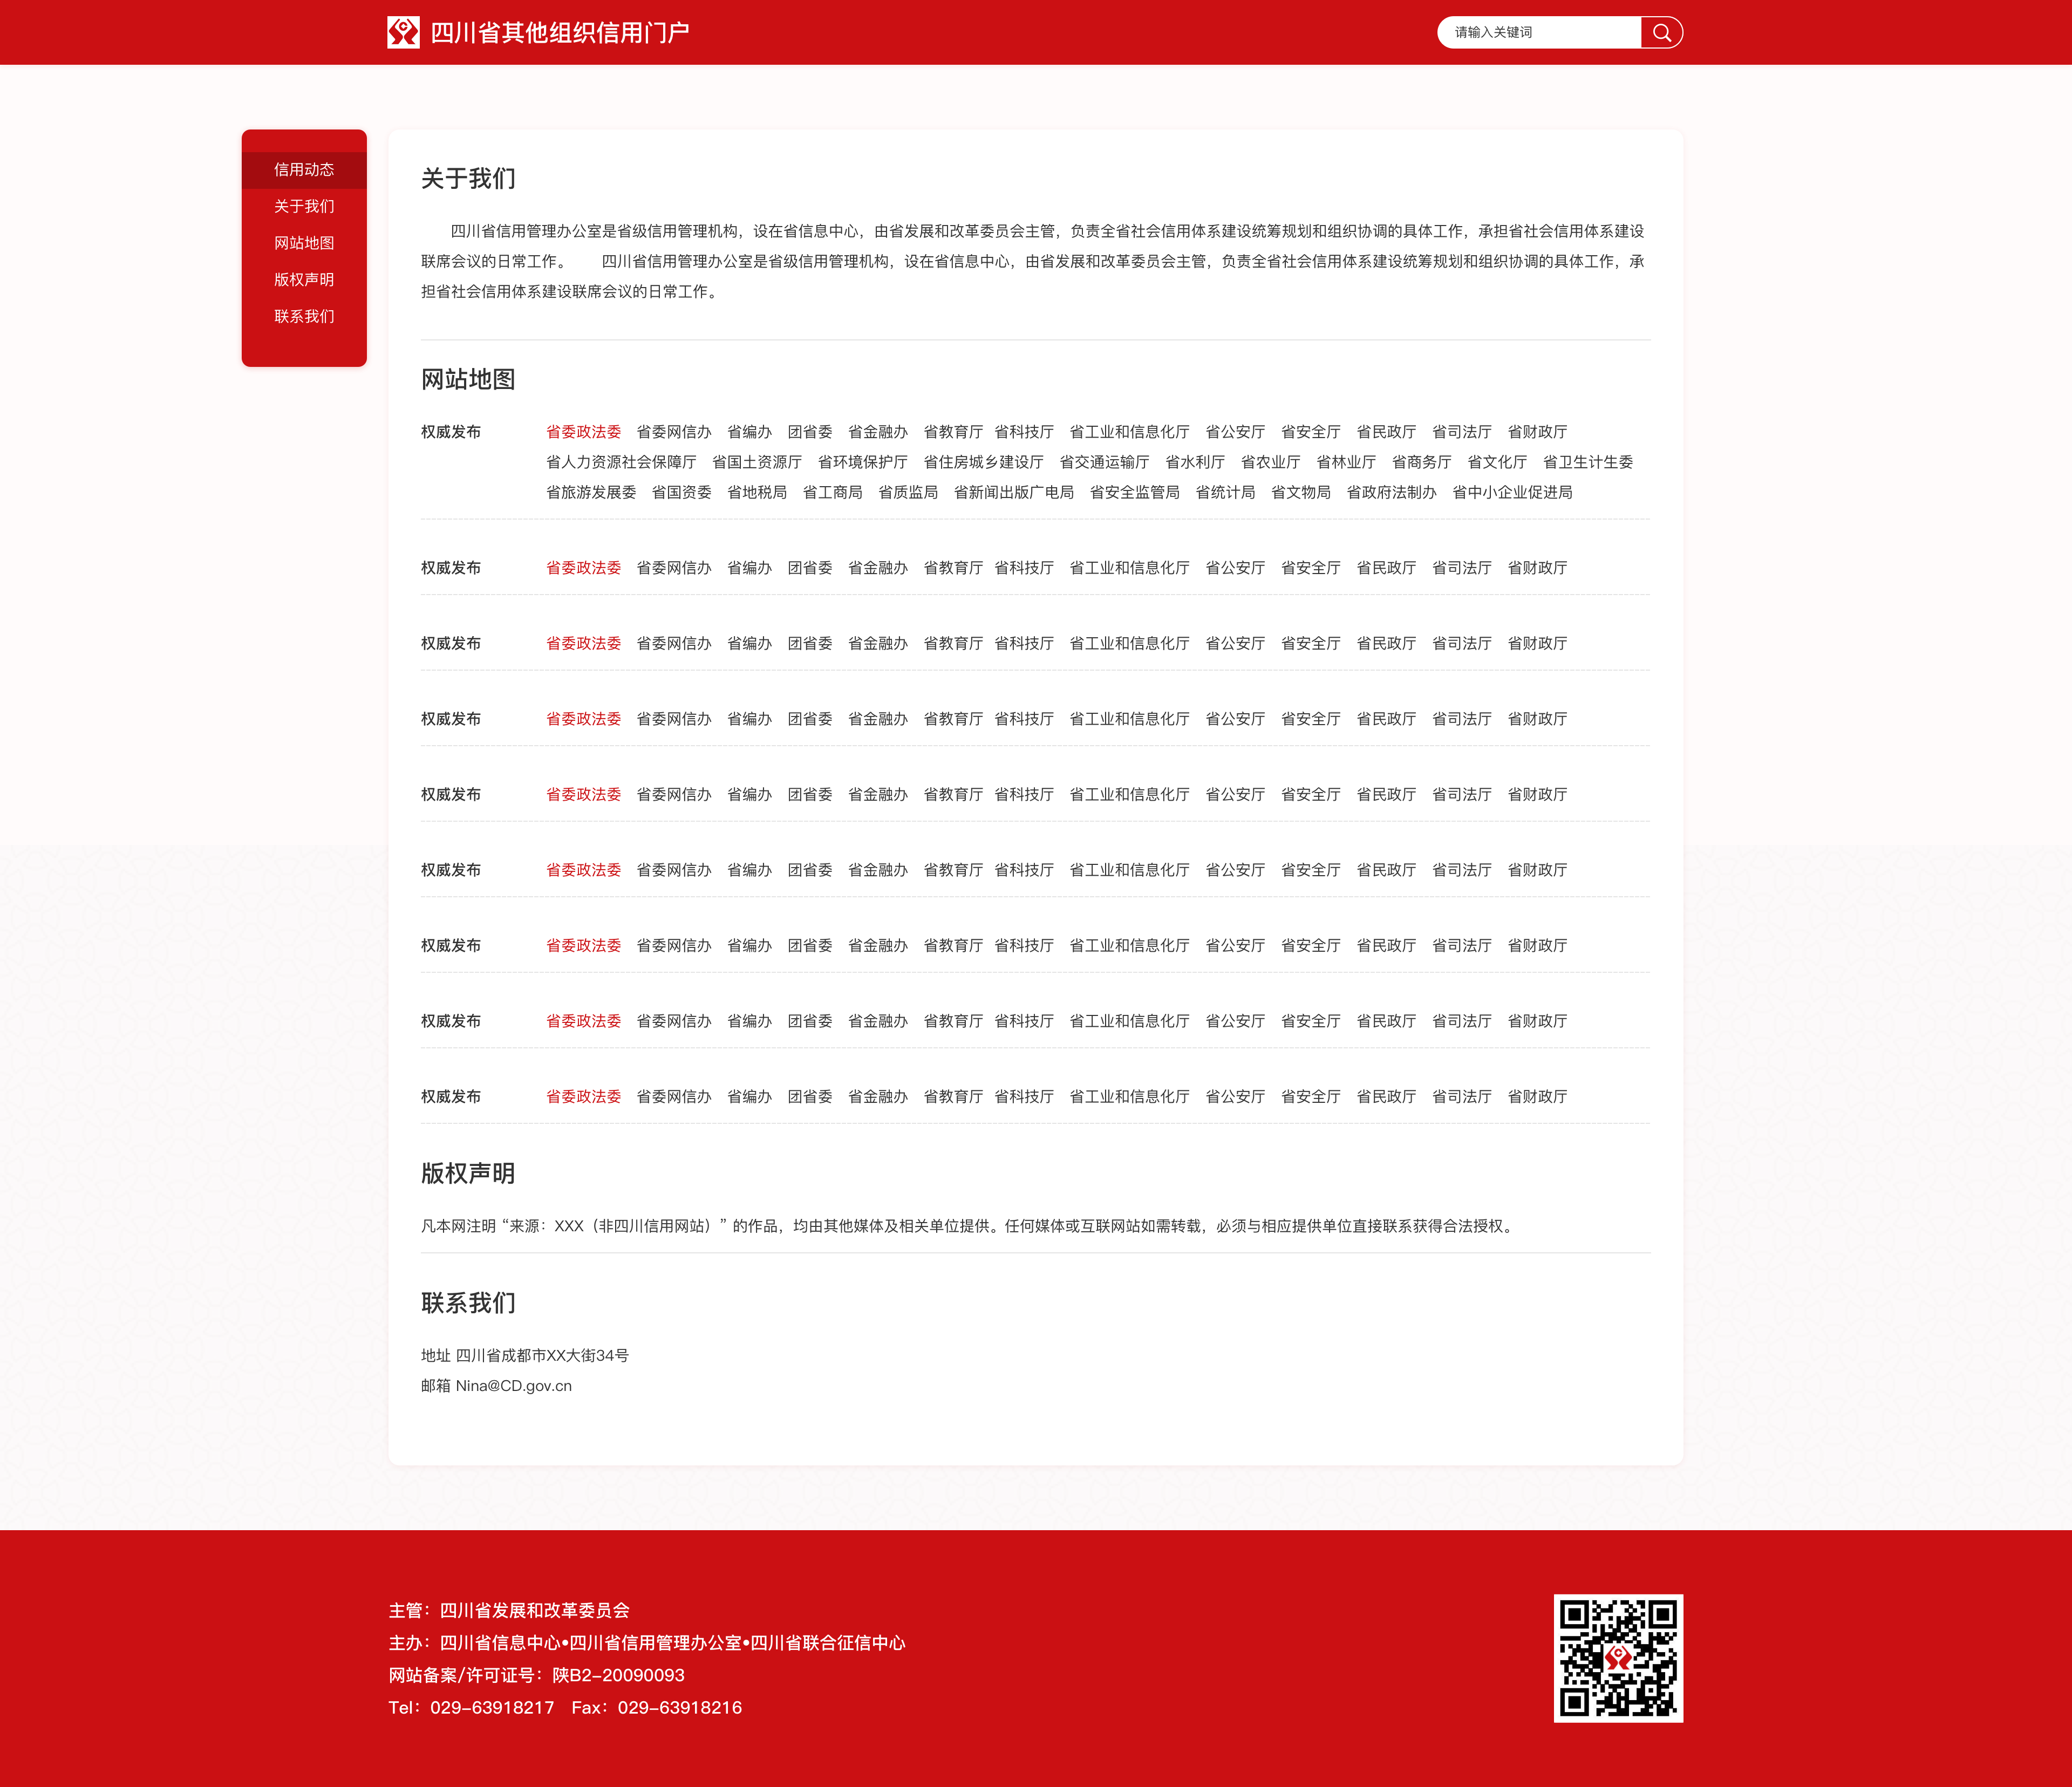 四川省其他组织信用门户
请输入关键词
信用动态
关于我们
网站地图
版权声明
联系我们
关于我们
四川省信用管理办公室是省级信用管理机构，设在省信息中心，由省发展和改革委员会主管，负责全省社会信用体系建设统筹规划和组织协调的具体工作，承担省社会信用体系建设
联席会议的日常工作。 四川省信用管理办公室是省级信用管理机构，设在省信息中心，由省发展和改革委员会主管，负责全省社会信用体系建设统筹规划和组织协调的具体工作，承
担省社会信用体系建设联席会议的日常工作。
网站地图
权威发布 省委政法委 省委网信办 省编办 团省委 省金融办 省教育厅 省科技厅 省工业和信息化厅 省公安厅 省安全厅 省民政厅 省司法厅 省财政厅
省人力资源社会保障厅 省国土资源厅 省环境保护厅 省住房城乡建设厅 省交通运输厅 省水利厅 省农业厅 省林业厅 省商务厅 省文化厅 省卫生计生委
省旅游发展委 省国资委 省地税局 省工商局 省质监局 省新闻出版广电局 省安全监管局 省统计局 省文物局 省政府法制办 省中小企业促进局
权威发布 省委政法委 省委网信办 省编办 团省委 省金融办 省教育厅 省科技厅 省工业和信息化厅 省公安厅 省安全厅 省民政厅 省司法厅 省财政厅
权威发布 省委政法委 省委网信办 省编办 团省委 省金融办 省教育厅 省科技厅 省工业和信息化厅 省公安厅 省安全厅 省民政厅 省司法厅 省财政厅
权威发布 省委政法委 省委网信办 省编办 团省委 省金融办 省教育厅 省科技厅 省工业和信息化厅 省公安厅 省安全厅 省民政厅 省司法厅 省财政厅
权威发布 省委政法委 省委网信办 省编办 团省委 省金融办 省教育厅 省科技厅 省工业和信息化厅 省公安厅 省安全厅 省民政厅 省司法厅 省财政厅
权威发布 省委政法委 省委网信办 省编办 团省委 省金融办 省教育厅 省科技厅 省工业和信息化厅 省公安厅 省安全厅 省民政厅 省司法厅 省财政厅
权威发布 省委政法委 省委网信办 省编办 团省委 省金融办 省教育厅 省科技厅 省工业和信息化厅 省公安厅 省安全厅 省民政厅 省司法厅 省财政厅
权威发布 省委政法委 省委网信办 省编办 团省委 省金融办 省教育厅 省科技厅 省工业和信息化厅 省公安厅 省安全厅 省民政厅 省司法厅 省财政厅
权威发布 省委政法委 省委网信办 省编办 团省委 省金融办 省教育厅 省科技厅 省工业和信息化厅 省公安厅 省安全厅 省民政厅 省司法厅 省财政厅
版权声明
凡本网注明 “来源：XXX（非四川信用网站）” 的作品，均由其他媒体及相关单位提供。任何媒体或互联网站如需转载，必须与相应提供单位直接联系获得合法授权。
联系我们
地址 四川省成都市XX大街34号
邮箱 Nina@CD.gov.cn
主管：四川省发展和改革委员会
主办：四川省信息中心•四川省信用管理办公室•四川省联合征信中心
网站备案/许可证号：陕B2-20090093
Tel：029-63918217 Fax：029-63918216